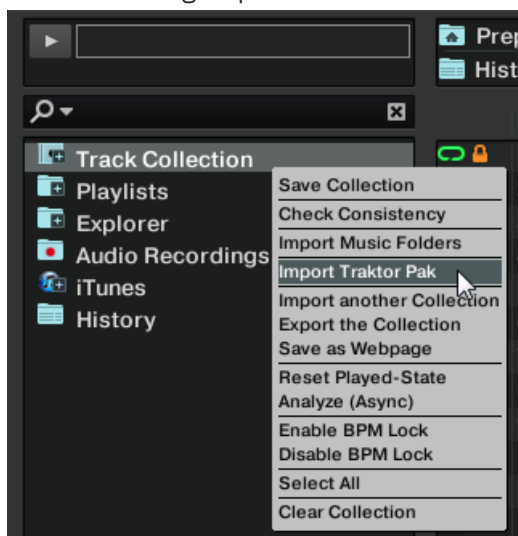 Prep
Hist
Track Collection
Playlists
Explorer
Audio Recordings
iTunes
History
Save Collection
Check Consistency
Import Music Folders
Import Traktor Pak
Import another Collection
Export the Collection
Save as Webpage
Reset Played-State
Analyze (Async)
Enable BPM Lock
Disable BPM Lock
Select All
Clear Collection